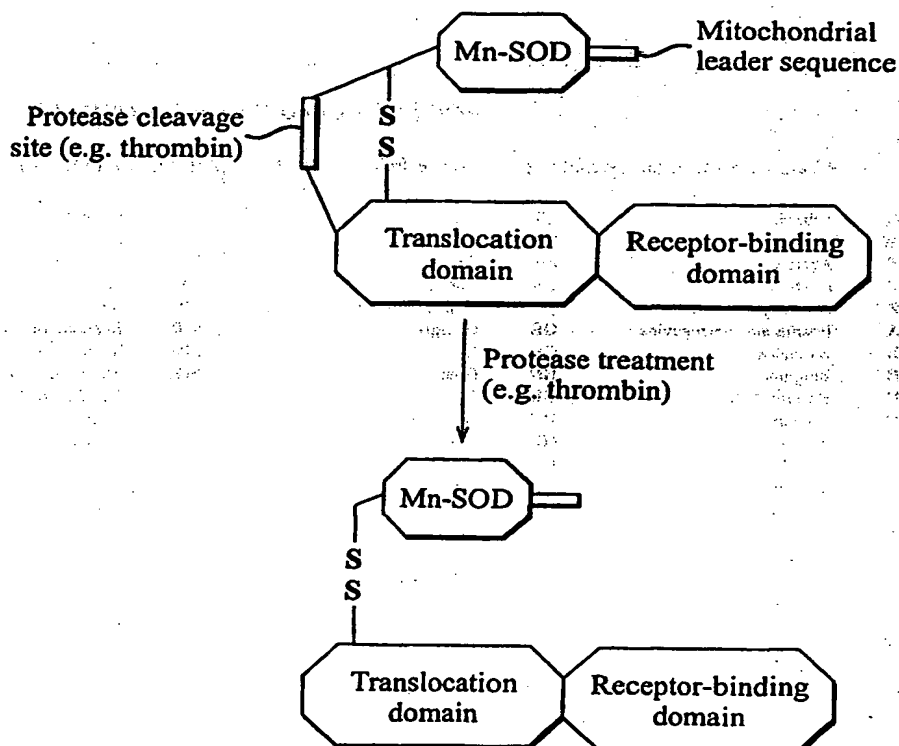 Mn-SOD
Mitochondrial
leader sequence
Protease cleavage
site (e.g. thrombin)
S
S
Translocation
domain
Receptor-binding
domain
Protease treatment
(e.g. thrombin)
Mn-SOD
S
S
Translocation
domain
Receptor-binding
domain